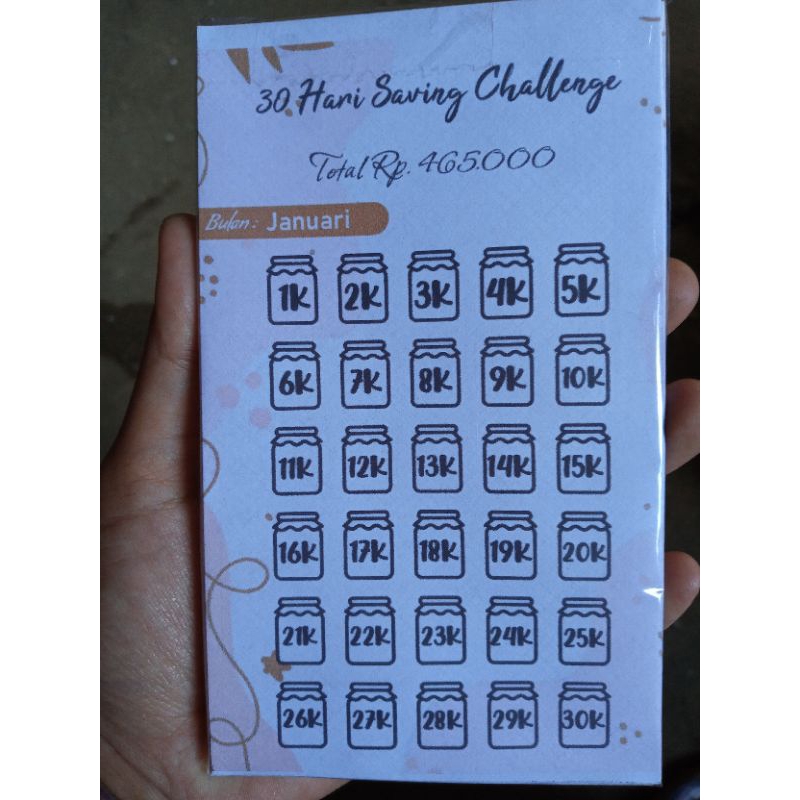 30 Hari Saving Challenge
Total Rp. 465.000
Bulan: Januari
1K 2K 3K 4K 5K
6K 7K 8K 9K 10K
11K 12K 13K 14K 15K
16K 17K 18K 19K 20K
21K 22K 23K 24K 25K
26K 27K 28K 29K 30K